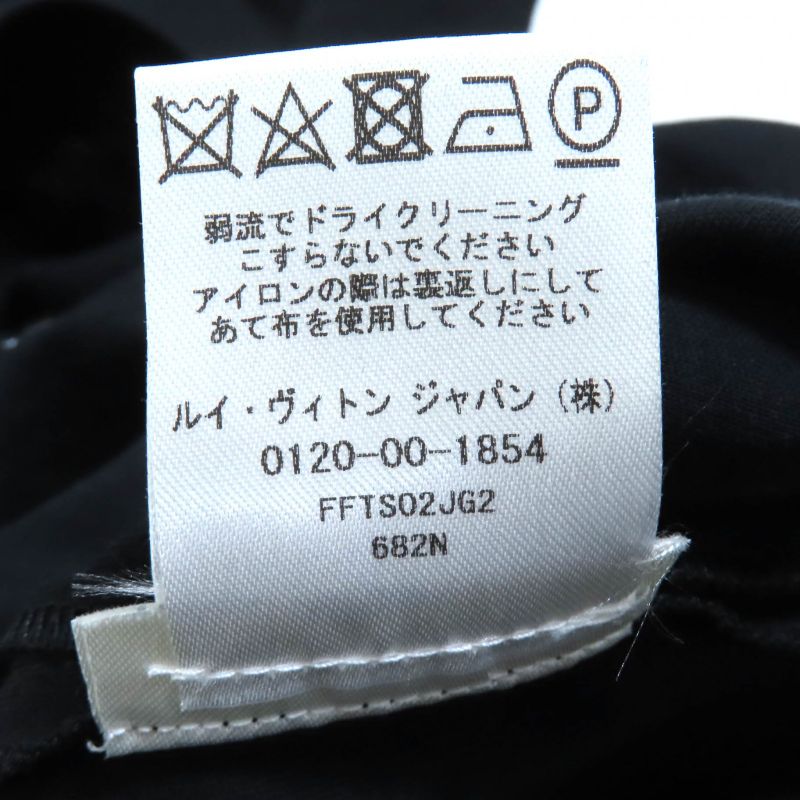 P
弱流でドライクリーニング
こすらないでください
アイロンの際は裏返しにして
あて布を使用してください
ルイ・ヴィトン ジャパン (株)
0120-00-1854
FFTS02JG2
682N